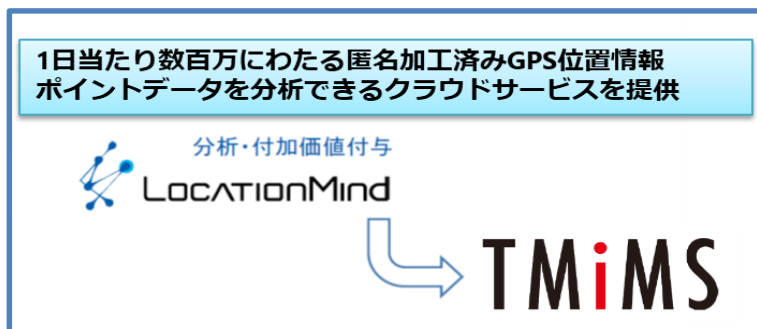 1日当たり数百万にわたる匿名加工済みGPS位置情報
ポイントデータを分析できるクラウドサービスを提供
分析・付加価値付与
LocationMind
TMiMS